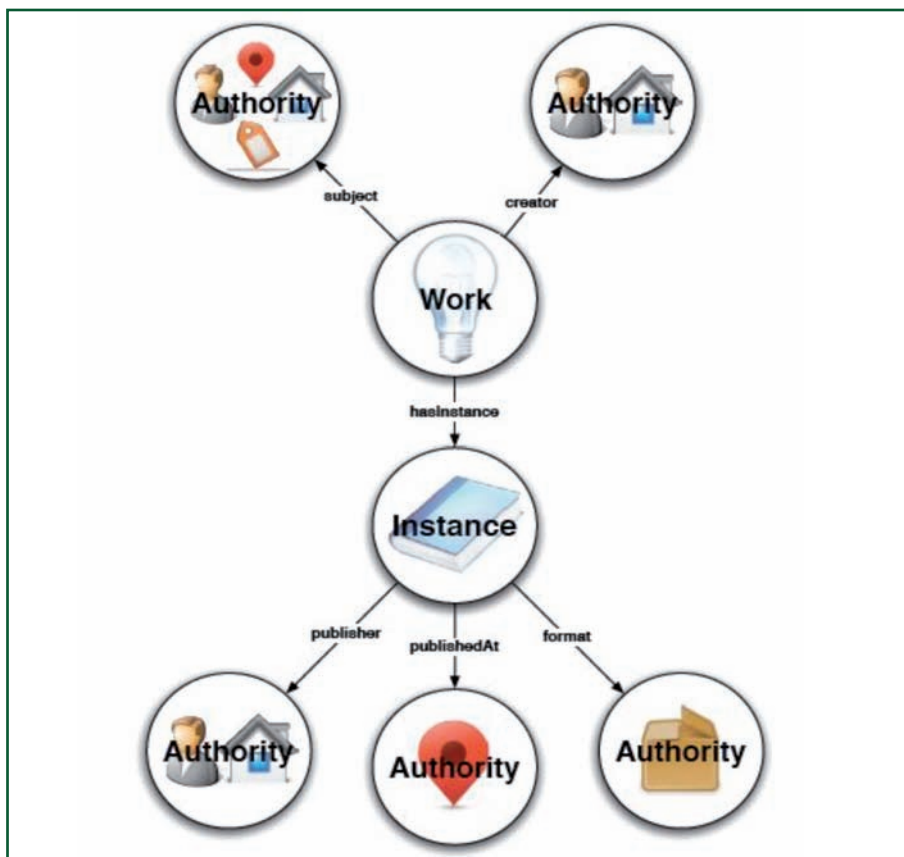 Authority
Authority
subject
creator
Work
hasInstance
Instance
publisher
publishedAt
format
Authority
Authority
Authority